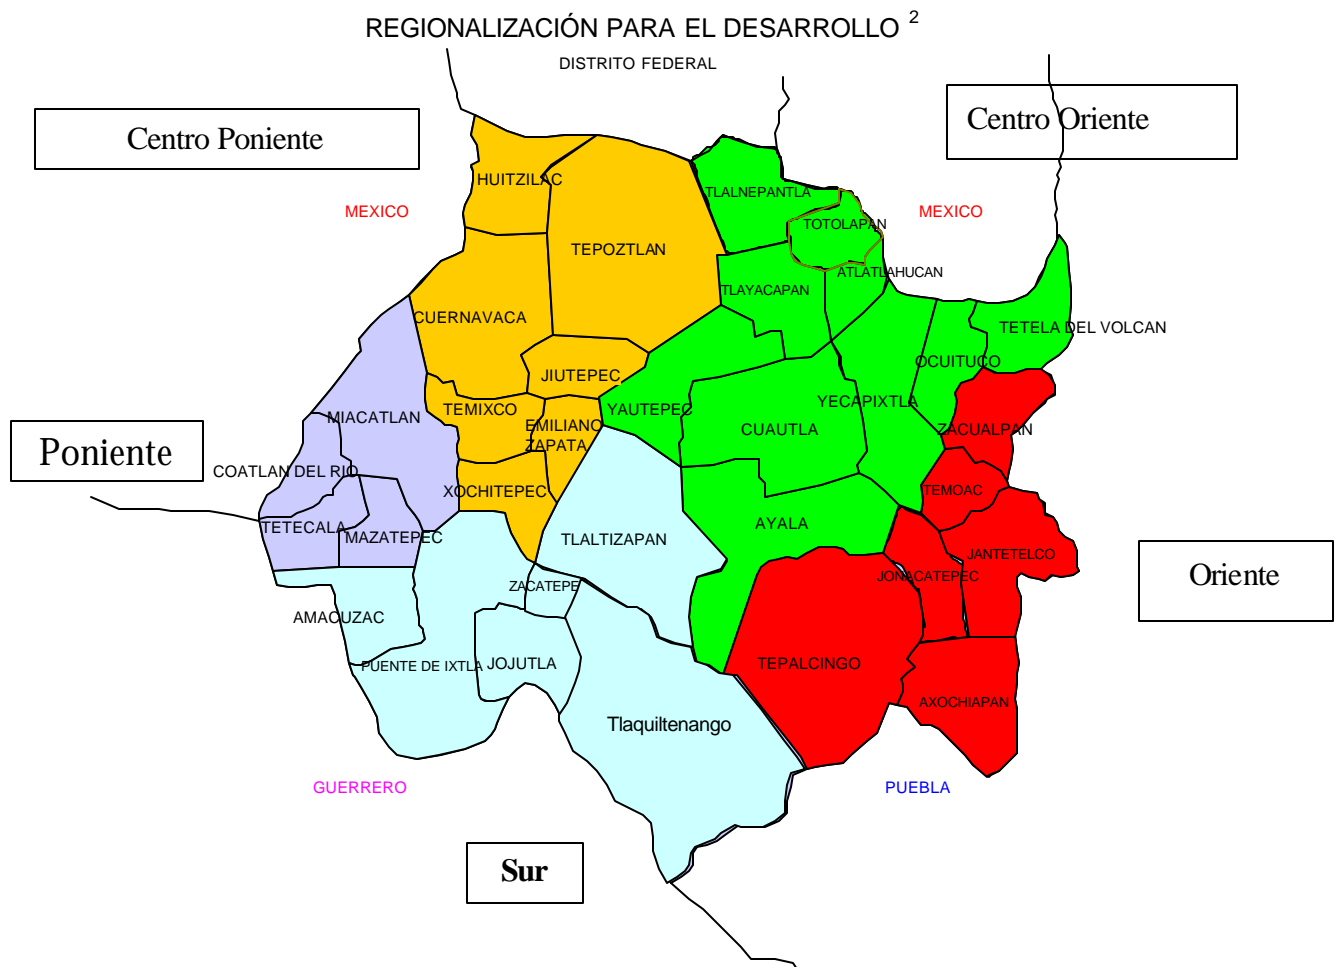 REGIONALIZACIÓN PARA EL DESARROLLO 2
DISTRITO FEDERAL
Centro Poniente
Centro Oriente
HUITZILAC
TLALNEPANTLA
MEXICO
MEXICO
TOTOLAPAN
TEPOZTLAN
ATLATLAHUCAN
TLAYACAPAN
CUERNAVACA
TETELA DEL VOLCAN
OCUITUCO
JIUTEPEC
YECAPIXTLA
TEMIXCO
YAUTEPEC
MIACATLAN
EMILIANO
ZAPATA
CUAUTLA
ZACUALPAN
Poniente
COATLAN DEL RIO
XOCHITEPEC
TEMOAC
TETECALA
AYALA
MAZATEPEC
TLALTIZAPAN
JANTETELCO
JONACATEPEC
Oriente
ZACATEPE
AMACUZAC
PUENTE DE IXTLA
JOJUTLA
TEPALCINGO
AXOCHIAPAN
Tlaquiltenango
GUERRERO
PUEBLA
Sur